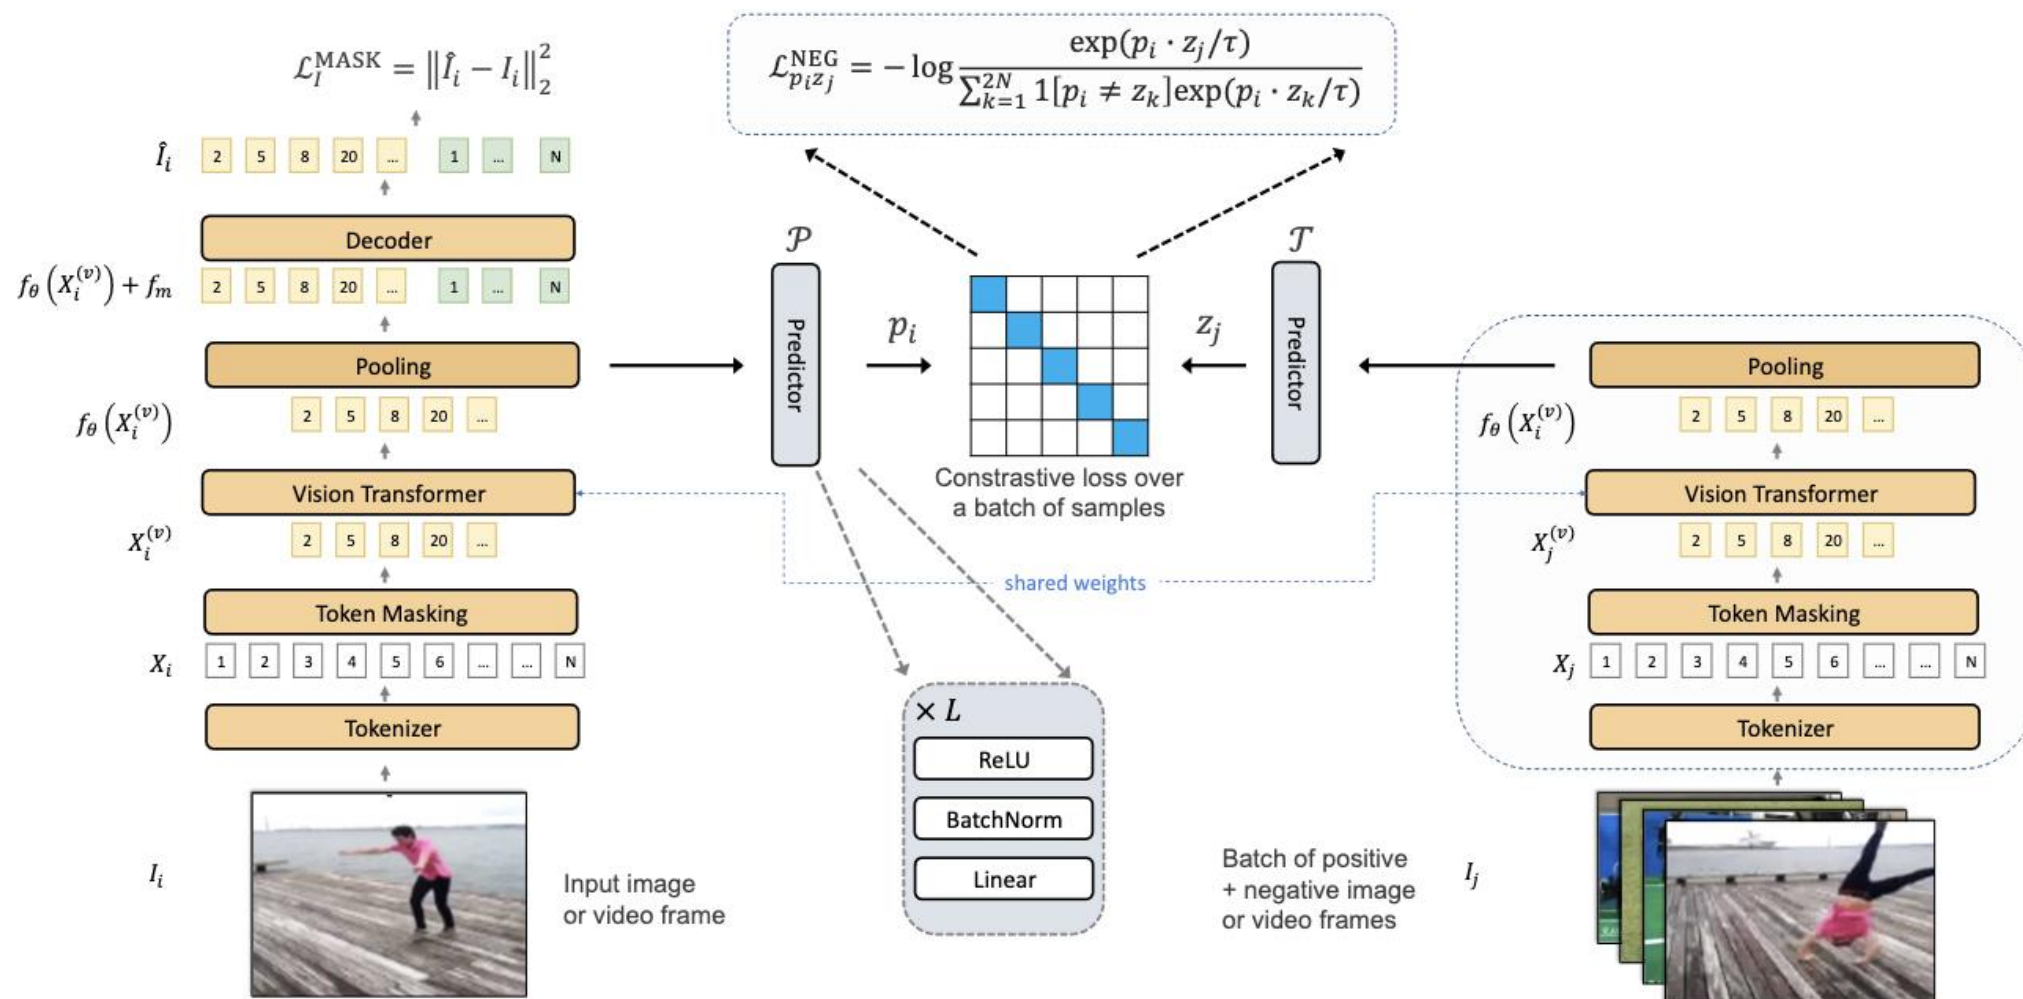 ℒ_I^MASK = ‖Î_i − I_i‖_2^2
ℒ_{p_i z_j}^NEG = − log exp(p_i · z_j/τ) / ∑_{k=1}^{2N} 1[p_i ≠ z_k]exp(p_i · z_k/τ)
Î_i 2 5 8 20 ... 1 ... N
Decoder
f_θ(X_i^(v)) + f_m 2 5 8 20 ... 1 ... N
Pooling
f_θ(X_i^(v)) 2 5 8 20 ...
Vision Transformer
X_i^(v) 2 5 8 20 ...
Token Masking
X_i 1 2 3 4 5 6 ... ... N
Tokenizer
I_i
Input image
or video frame
𝒫
Predictor
p_i
Constrastive loss over
a batch of samples
z_j
𝒯
Predictor
shared weights
× L
ReLU
BatchNorm
Linear
Pooling
f_θ(X_i^(v)) 2 5 8 20 ...
Vision Transformer
X_j^(v) 2 5 8 20 ...
Token Masking
X_j 1 2 3 4 5 6 ... ... N
Tokenizer
Batch of positive
+ negative image
or video frames
I_j